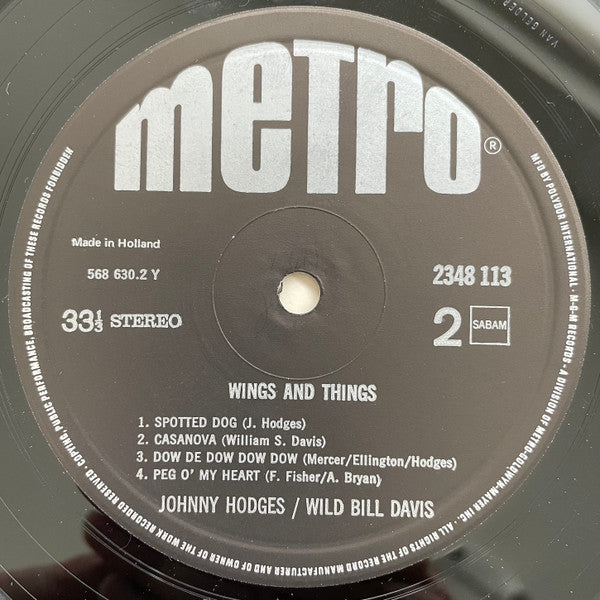 metro®
VAN GELDER
Made in Holland
568 630.2 Y
2348 113
33⅓ STEREO
2 SABAM
WINGS AND THINGS
1. SPOTTED DOG (J. Hodges)
2. CASANOVA (William S. Davis)
3. DOW DE DOW DOW DOW (Mercer/Ellington/Hodges)
4. PEG O' MY HEART (F. Fisher/A. Bryan)
JOHNNY HODGES / WILD BILL DAVIS
MFD BY POLYDOR INTERNATIONAL · M-G-M RECORDS - A DIVISION OF METRO-GOLDWYN-MAYER INC · ALL RIGHTS OF THE RECORD MANUFACTURER AND OF OWNER OF THE WORK RECORDED RESERVED - COPYING, PUBLIC PERFORMANCE, BROADCASTING OF THESE RECORDS FORBIDDEN